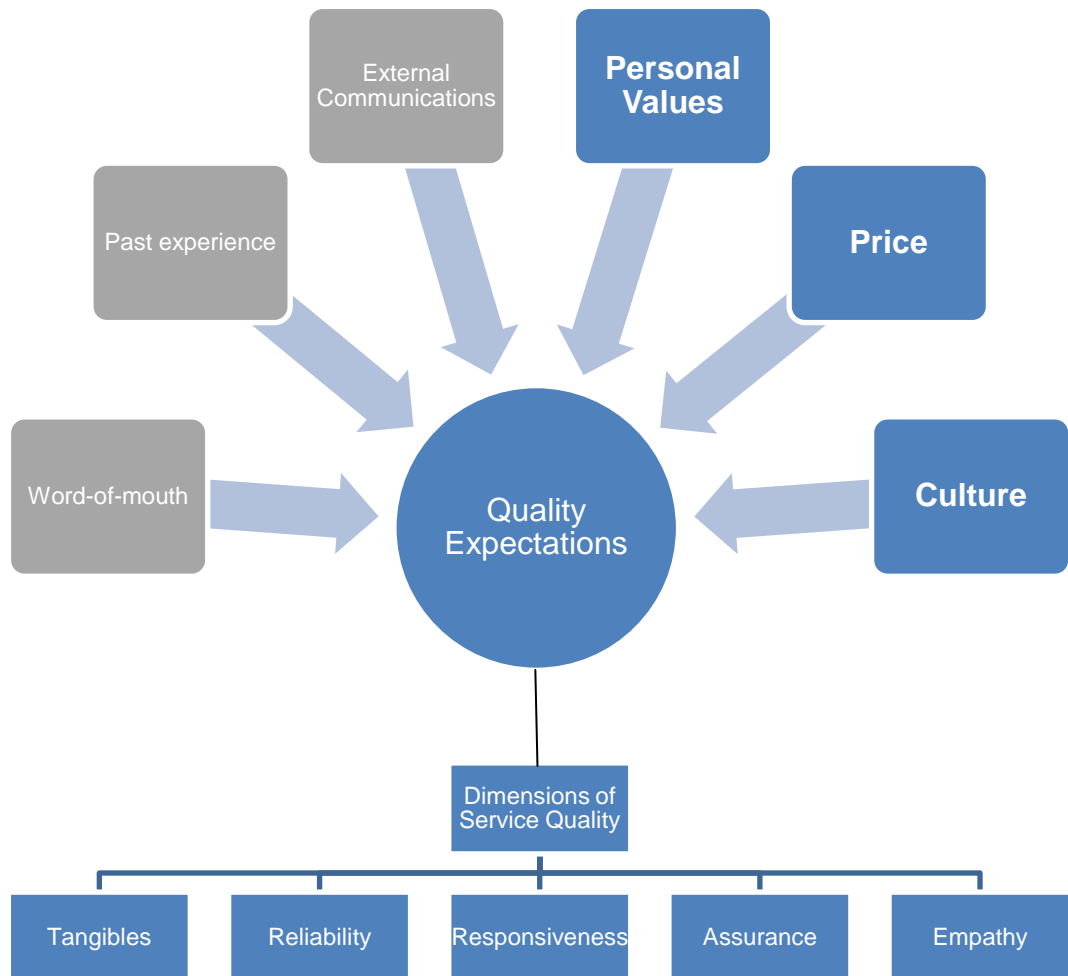 External
Communications
Personal
Values
Past experience
Price
Word-of-mouth
Culture
Quality
Expectations
Dimensions of
Service Quality
Tangibles
Reliability
Responsiveness
Assurance
Empathy